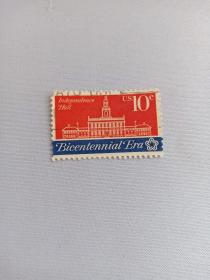 Independence
Hall
US 10c
Bicentennial Era